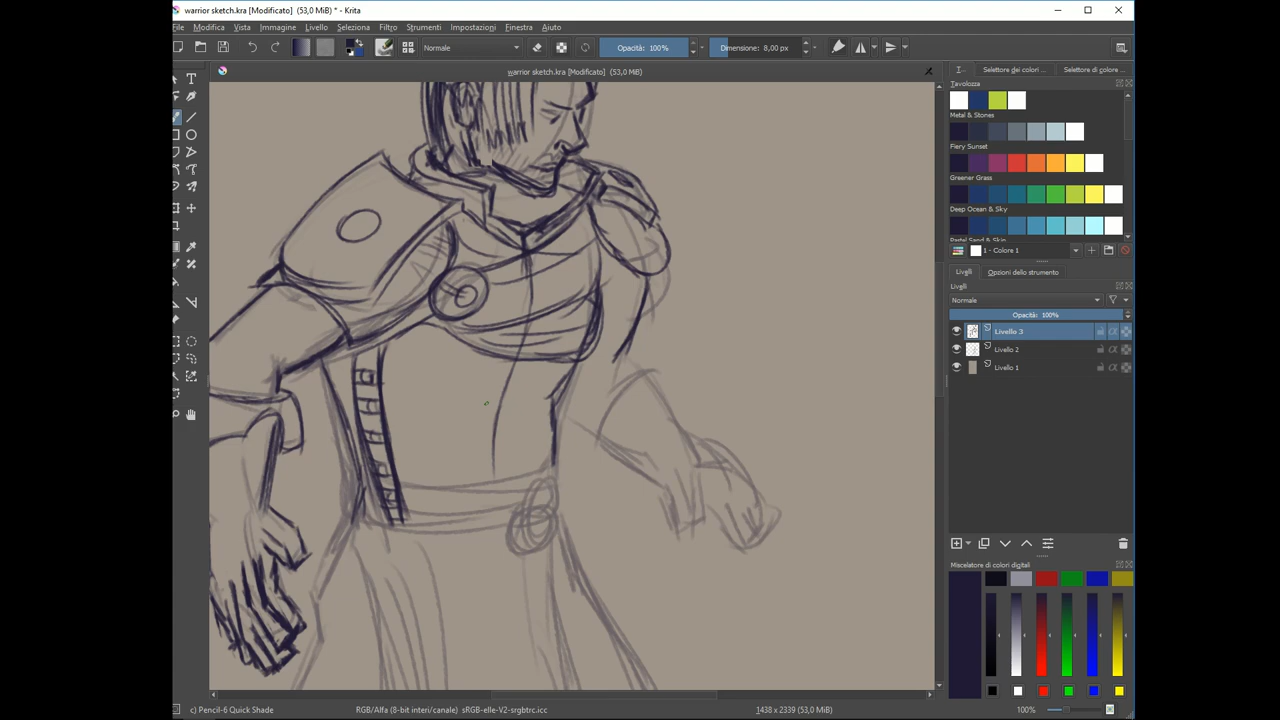 warrior sketch.kra [Modificato] (53,0 MiB) * - Krita
File Modifica Vista Immagine Livello Seleziona Filtro Strumenti Impostazioni Finestra Aiuto
Normale Opacità: 100% Dimensione: 8,00 px
warrior sketch.kra [Modificato] (53,0 MiB)
T... Selettore dei colori ... Selettore di colore ...
Tavolozza
Metal & Stones
Fiery Sunset
Greener Grass
Deep Ocean & Sky
Pastel Sand & Skin
1 - Colore 1
Livelli Opzioni dello strumento
Livelli
Normale
Opacità: 100%
Livello 3
Livello 2
Livello 1
Miscelatore di colori digitali
c) Pencil-6 Quick Shade RGB/Alfa (8-bit interi/canale) sRGB-elle-V2-srgbtrc.icc 1438 x 2339 (53,0 MiB) 100%